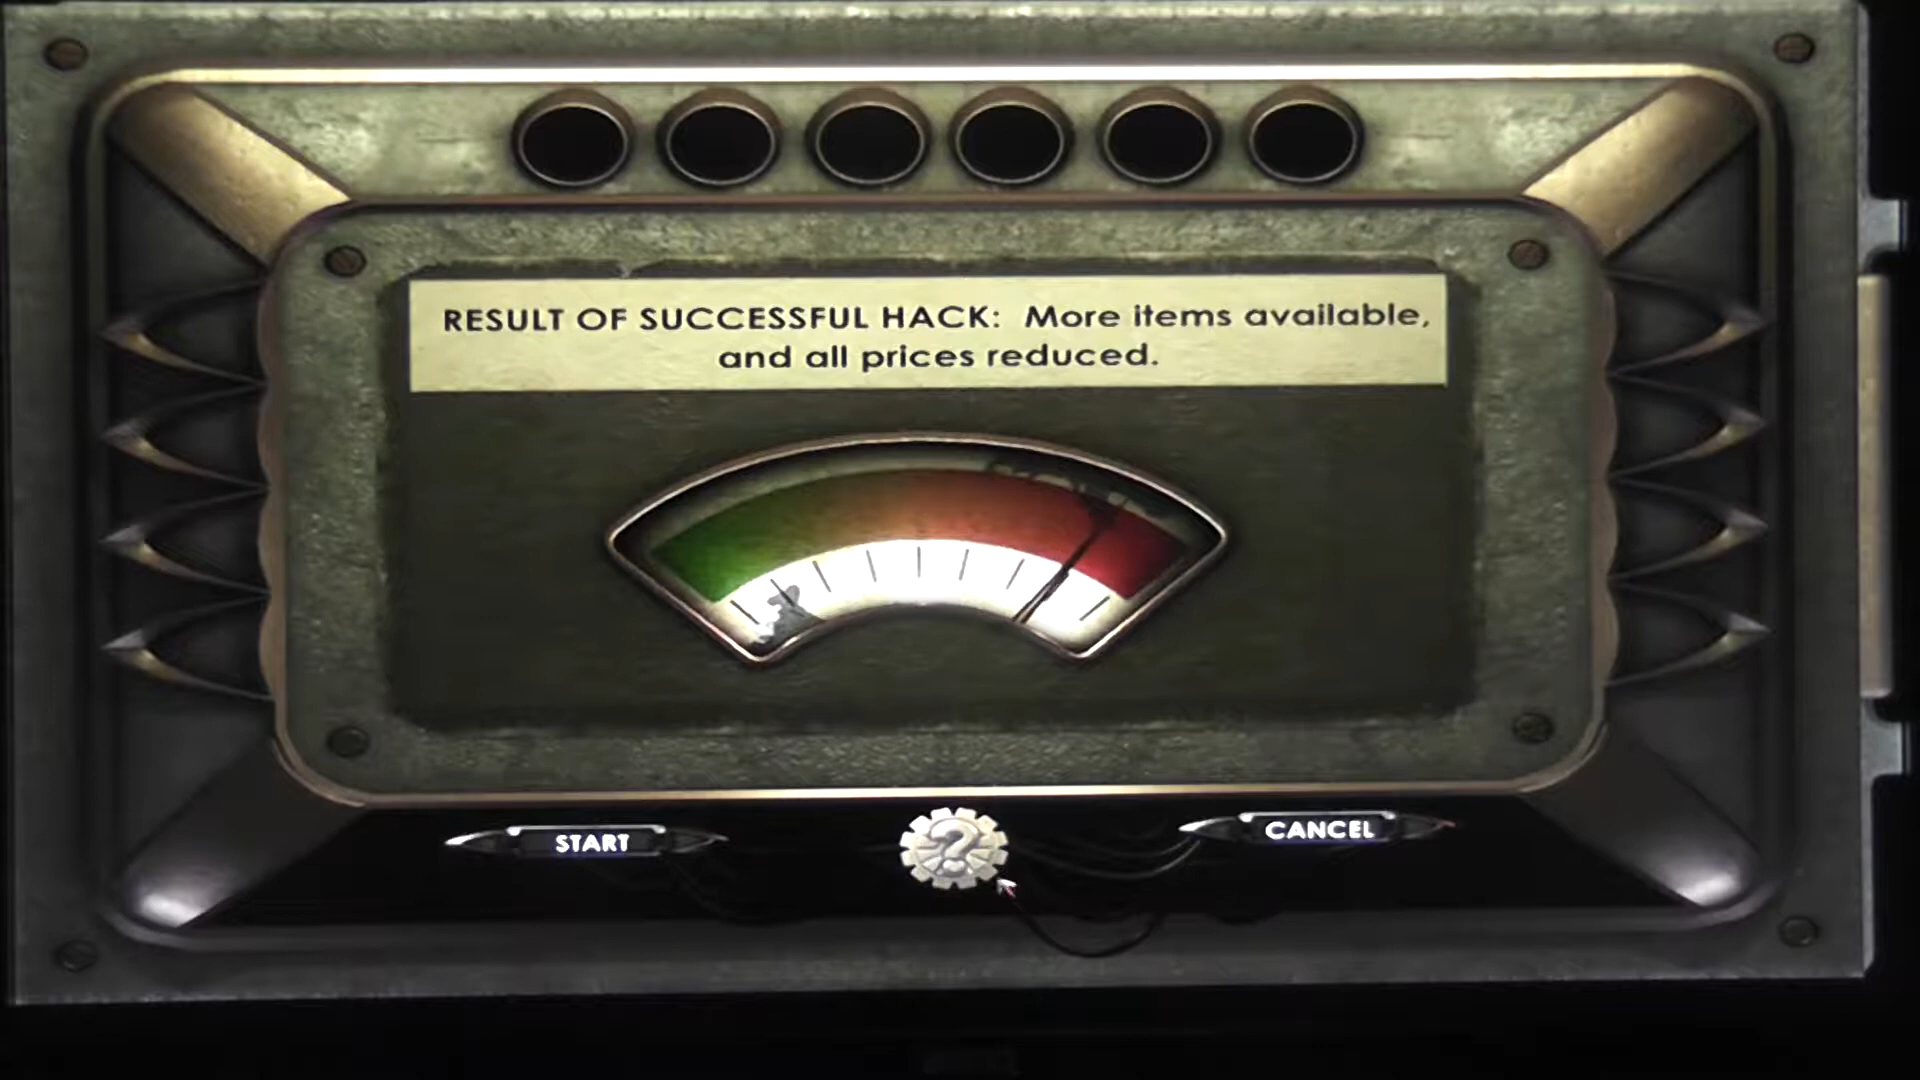 RESULT OF SUCCESSFUL HACK: More items available,
and all prices reduced.
?
START
CANCEL